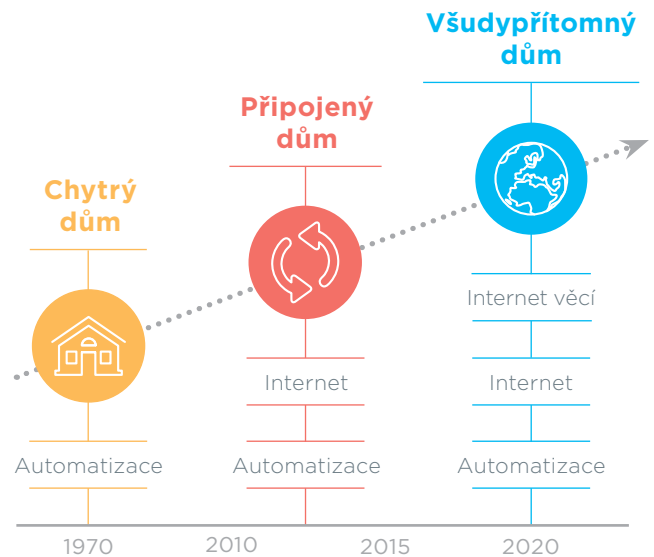 Všudypřítomný
dům
Připojený
dům
Chytrý
dům
Internet věcí
Internet
Internet
Automatizace
Automatizace
Automatizace
1970
2010
2015
2020